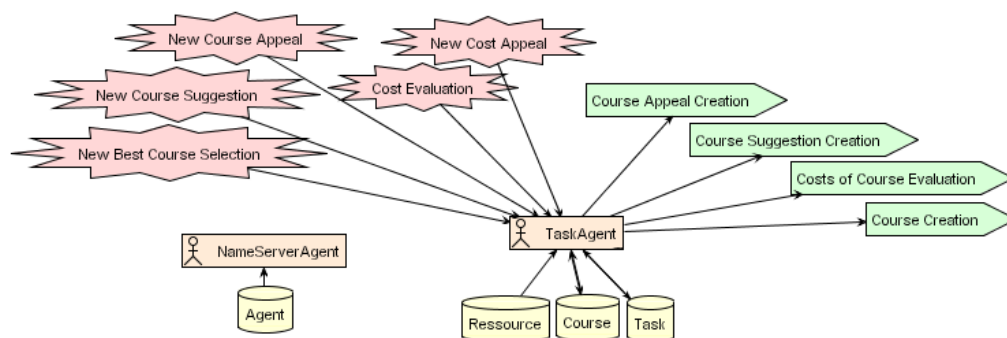 New Course Appeal
New Cost Appeal
New Course Suggestion
Cost Evaluation
Course Appeal Creation
New Best Course Selection
Course Suggestion Creation
Costs of Course Evaluation
Course Creation
TaskAgent
NameServerAgent
Agent
Ressource
Course
Task